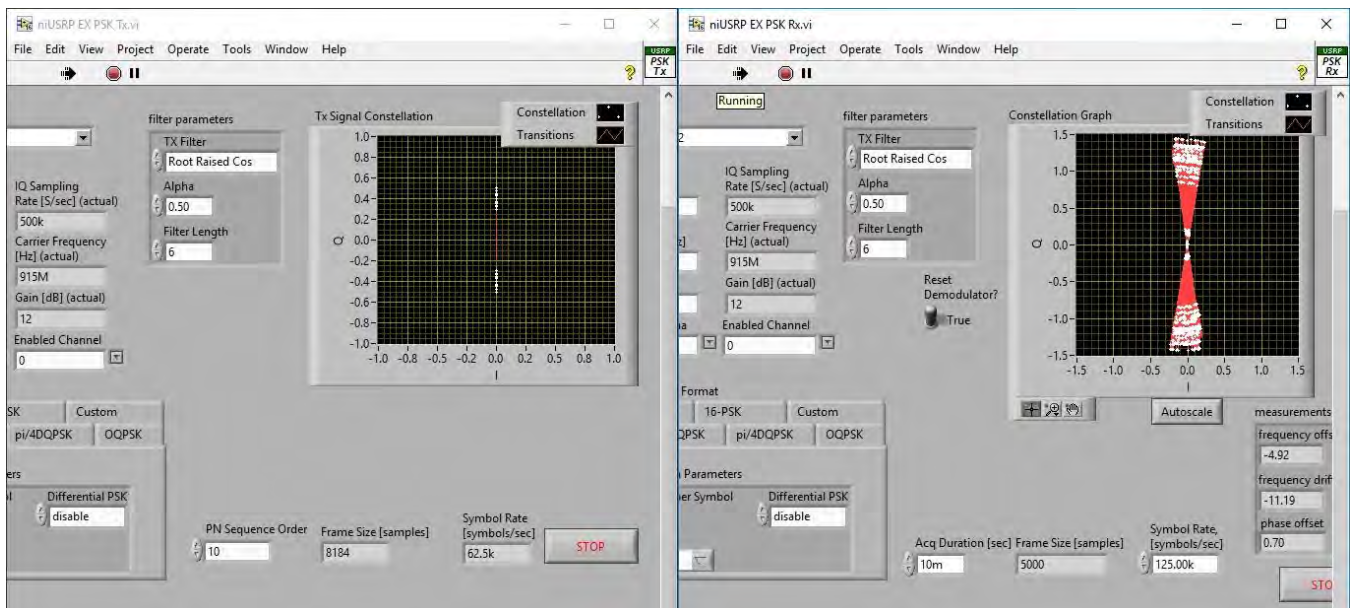 niUSRP EX PSK Tx.vi
File Edit View Project Operate Tools Window Help
USRP
PSK
Tx
filter parameters
TX Filter
Root Raised Cos
Alpha
0.50
Filter Length
6
IQ Sampling
Rate [S/sec] (actual)
500k
Carrier Frequency
[Hz] (actual)
915M
Gain [dB] (actual)
12
Enabled Channel
0
Tx Signal Constellation
Constellation
Transitions
1.0
0.8
0.6
0.4
0.2
0.0
-0.2
-0.4
-0.6
-0.8
-1.0
Q
-1.0 -0.8 -0.5 -0.2 0.0 0.2 0.5 0.8 1.0
I
SK Custom
pi/4DQPSK OQPSK
ers
Differential PSK
disable
PN Sequence Order
10
Frame Size [samples]
8184
Symbol Rate
[symbols/sec]
62.5k
STOP
niUSRP EX PSK Rx.vi
File Edit View Project Operate Tools Window Help
USRP
PSK
Rx
Running
filter parameters
TX Filter
Root Raised Cos
Alpha
0.50
Filter Length
6
2
IQ Sampling
Rate [S/sec] (actual)
500k
Carrier Frequency
[Hz] (actual)
915M
Gain [dB] (actual)
12
Enabled Channel
0
Reset
Demodulator?
True
Constellation Graph
Constellation
Transitions
1.5
1.0
0.5
0.0
-0.5
-1.0
-1.5
Q
-1.5 -1.0 -0.5 0.0 0.5 1.0 1.5
I
Autoscale
Format
16-PSK Custom
QPSK pi/4DQPSK OQPSK
Parameters
er Symbol
Differential PSK
disable
Acq Duration [sec]
10m
Frame Size [samples]
5000
Symbol Rate,
[symbols/sec]
125.00k
measurements
frequency offs
-4.92
frequency drif
-11.19
phase offset
0.70
STO